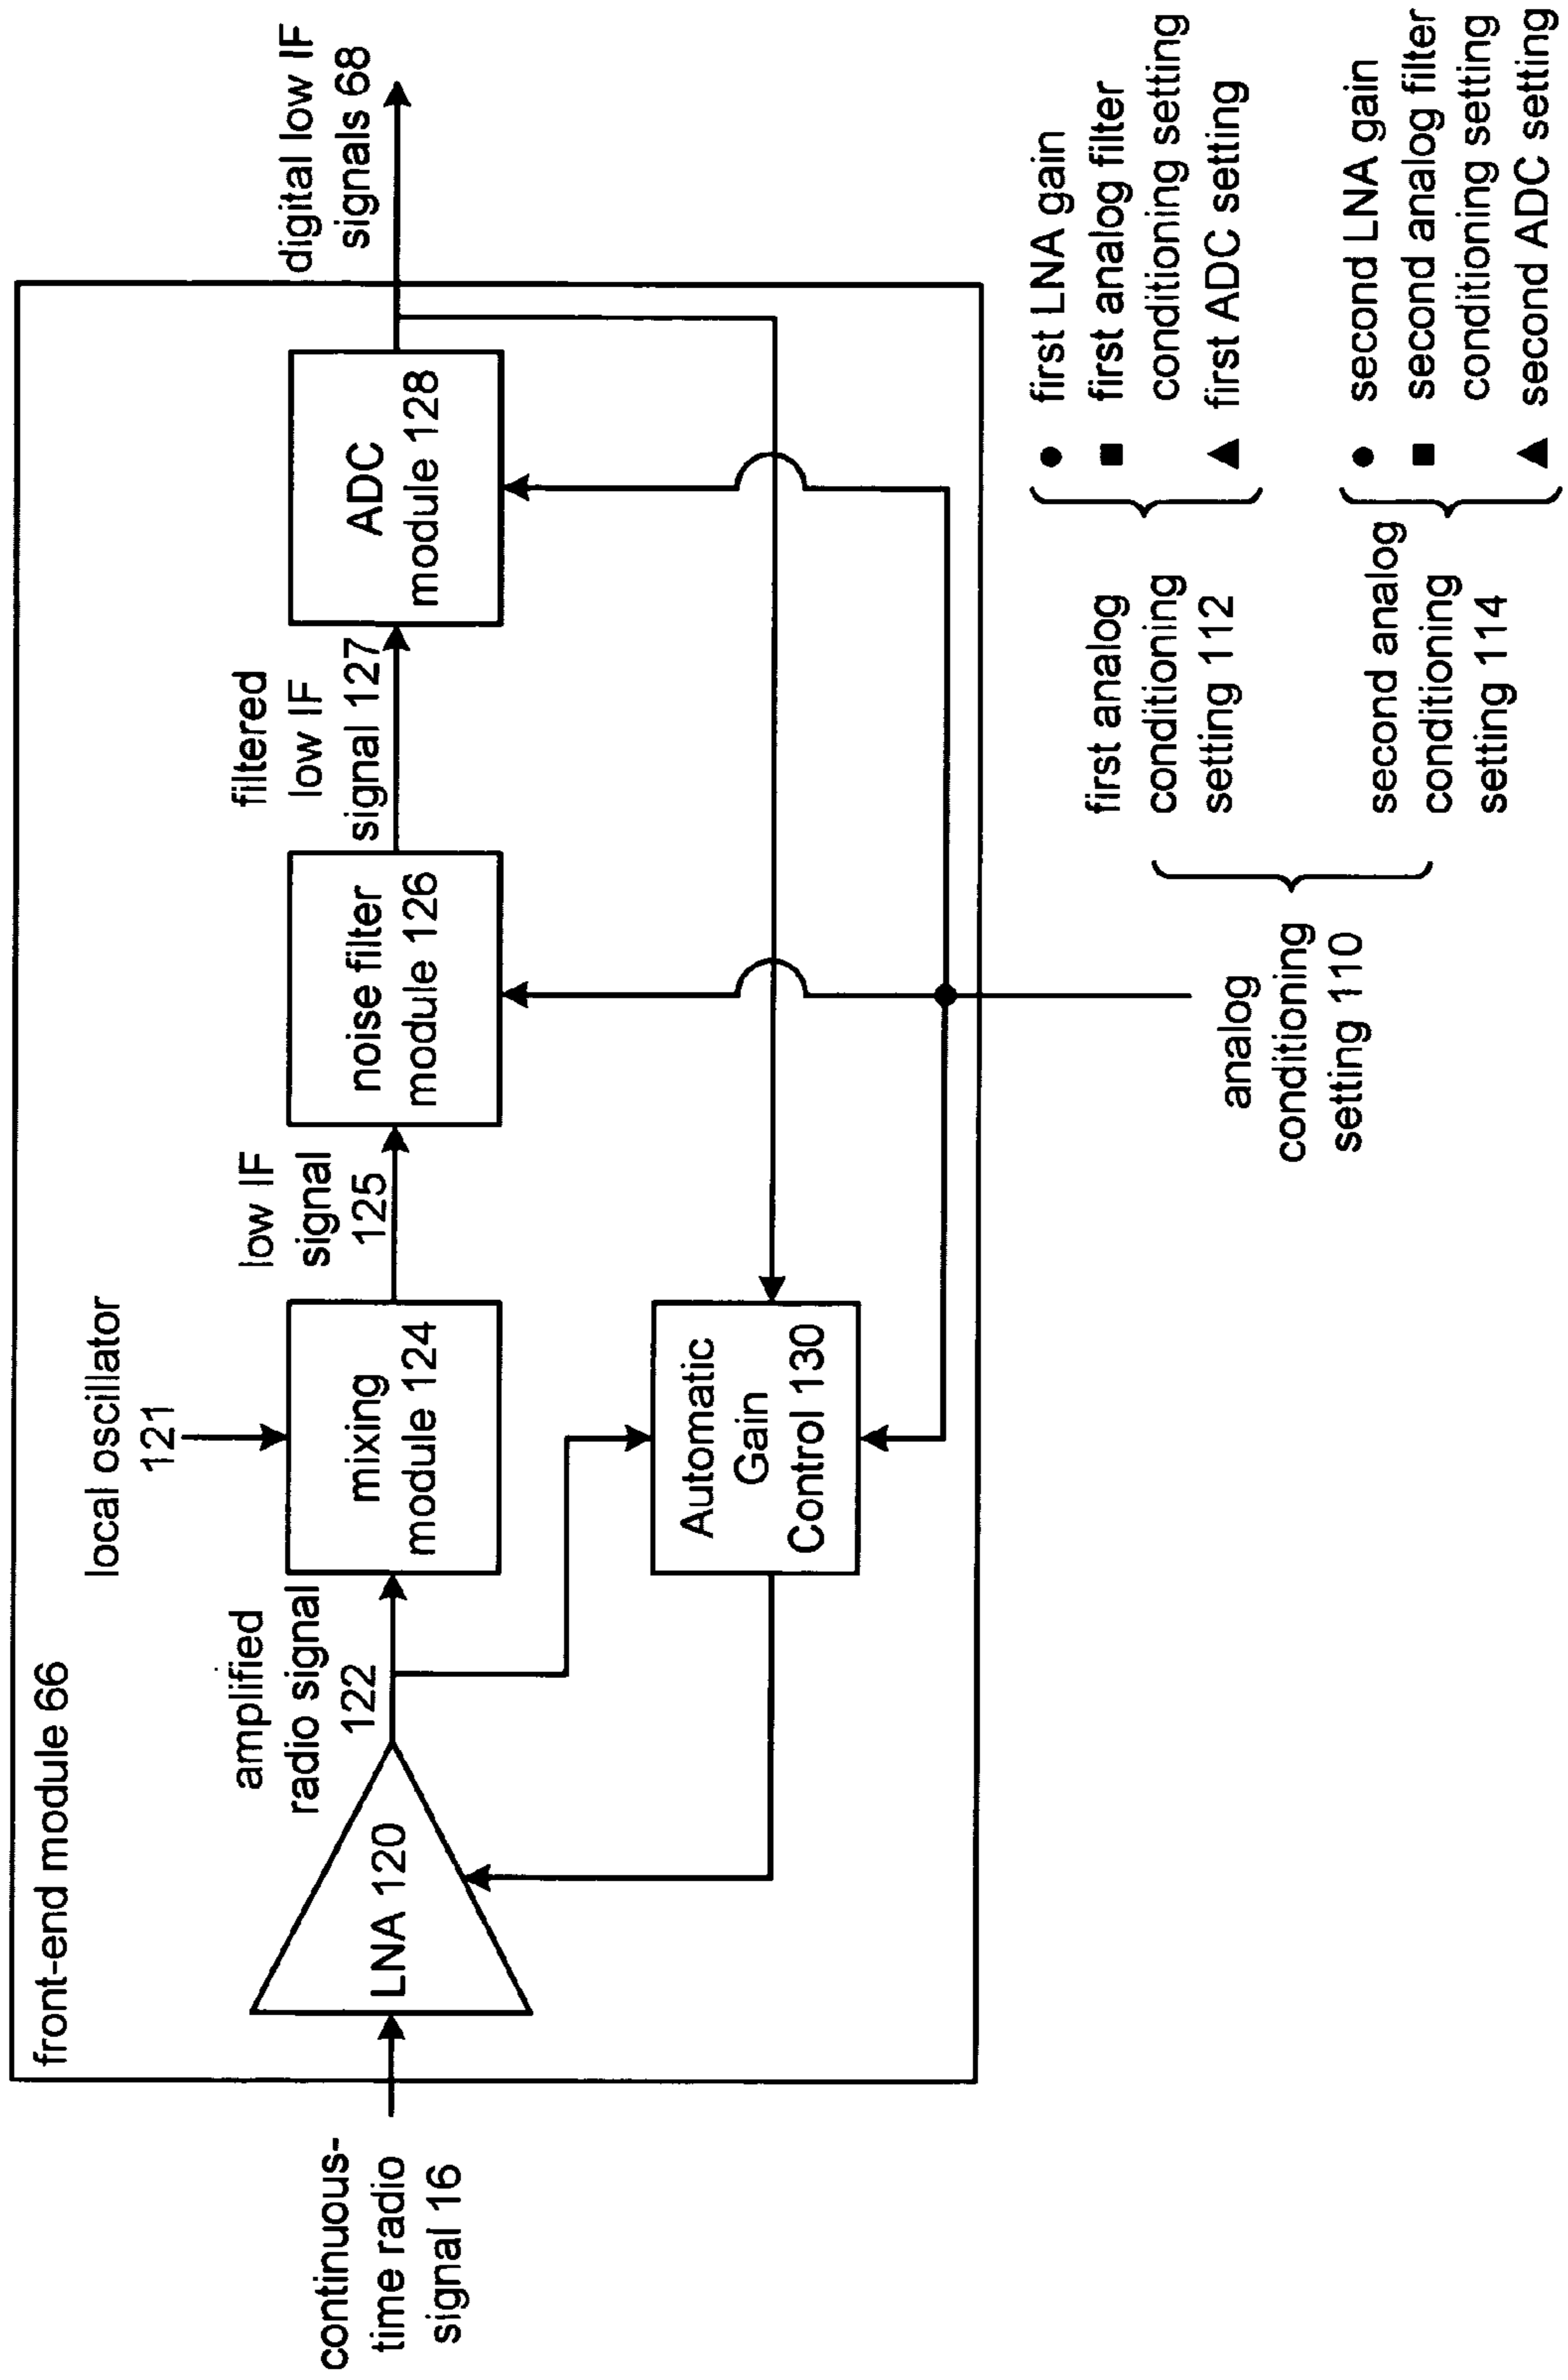 front-end module 66
local oscillator
121
continuous-
time radio
signal 16
LNA 120
amplified
radio signal
122
mixing
module 124
low IF
signal
125
noise filter
module 126
filtered
low IF
signal 127
ADC
module 128
digital low IF
signals 68
Automatic
Gain
Control 130
analog
conditioning
setting 110
first analog
conditioning
setting 112
● first LNA gain
■ first analog filter
conditioning setting
▲ first ADC setting
second analog
conditioning
setting 114
● second LNA gain
■ second analog filter
conditioning setting
▲ second ADC setting